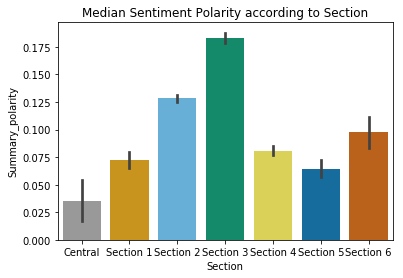 Median Sentiment Polarity according to Section
Summary_polarity
0.175
0.150
0.125
0.100
0.075
0.050
0.025
0.000
Central Section 1 Section 2 Section 3 Section 4 Section 5 Section 6
Section